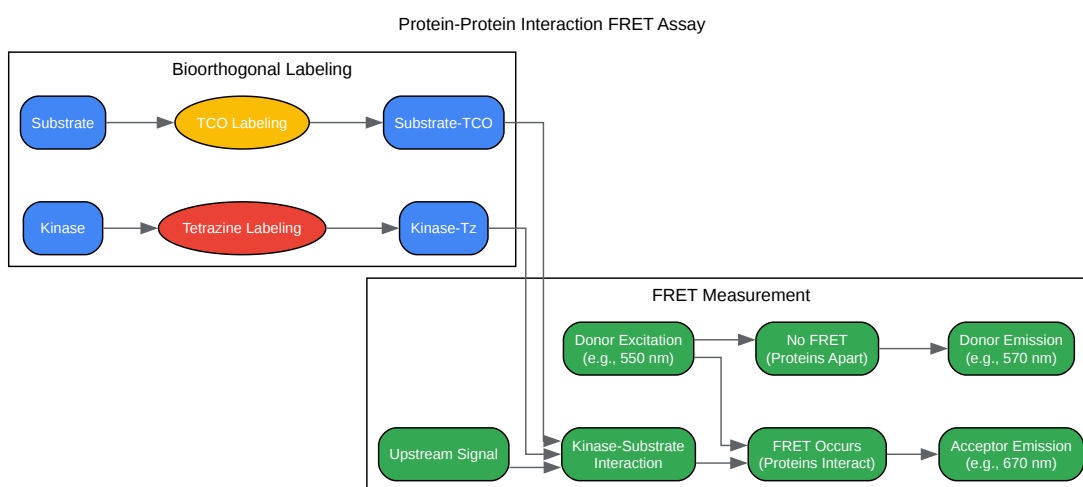 Protein-Protein Interaction FRET Assay
Bioorthogonal Labeling
Substrate
TCO Labeling
Substrate-TCO
Kinase
Tetrazine Labeling
Kinase-Tz
FRET Measurement
Donor Excitation
(e.g., 550 nm)
No FRET
(Proteins Apart)
Donor Emission
(e.g., 570 nm)
Upstream Signal
Kinase-Substrate
Interaction
FRET Occurs
(Proteins Interact)
Acceptor Emission
(e.g., 670 nm)